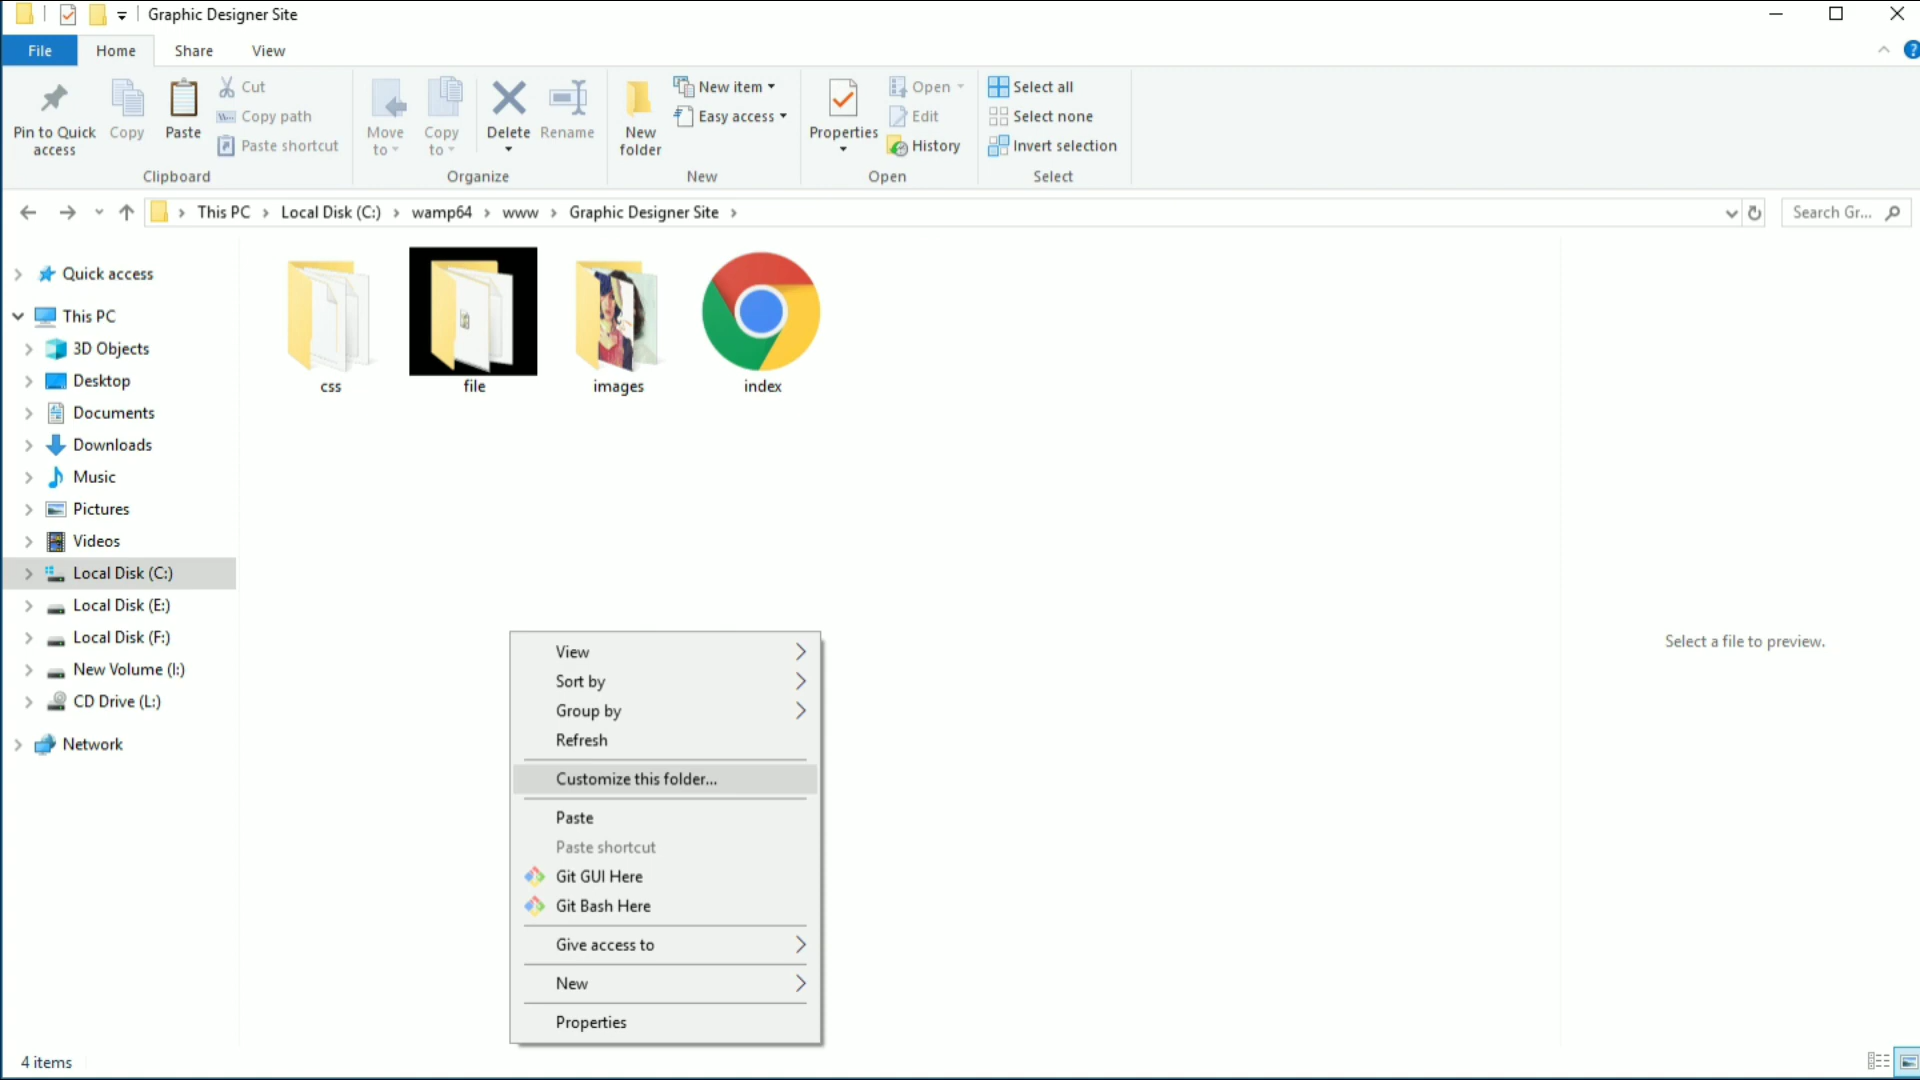 Graphic Designer Site
File Home Share View
Pin to Quick access
Copy
Paste
Cut
Copy path
Paste shortcut
Clipboard
Move to
Copy to
Delete
Rename
Organize
New folder
New item
Easy access
New
Properties
Open
Edit
History
Open
Select all
Select none
Invert selection
Select
This PC > Local Disk (C:) > wamp64 > www > Graphic Designer Site >
Search Gr...
Quick access
This PC
3D Objects
Desktop
Documents
Downloads
Music
Pictures
Videos
Local Disk (C:)
Local Disk (E:)
Local Disk (F:)
New Volume (I:)
CD Drive (L:)
Network
css
file
images
index
View
Sort by
Group by
Refresh
Customize this folder...
Paste
Paste shortcut
Git GUI Here
Git Bash Here
Give access to
New
Properties
Select a file to preview.
4 items